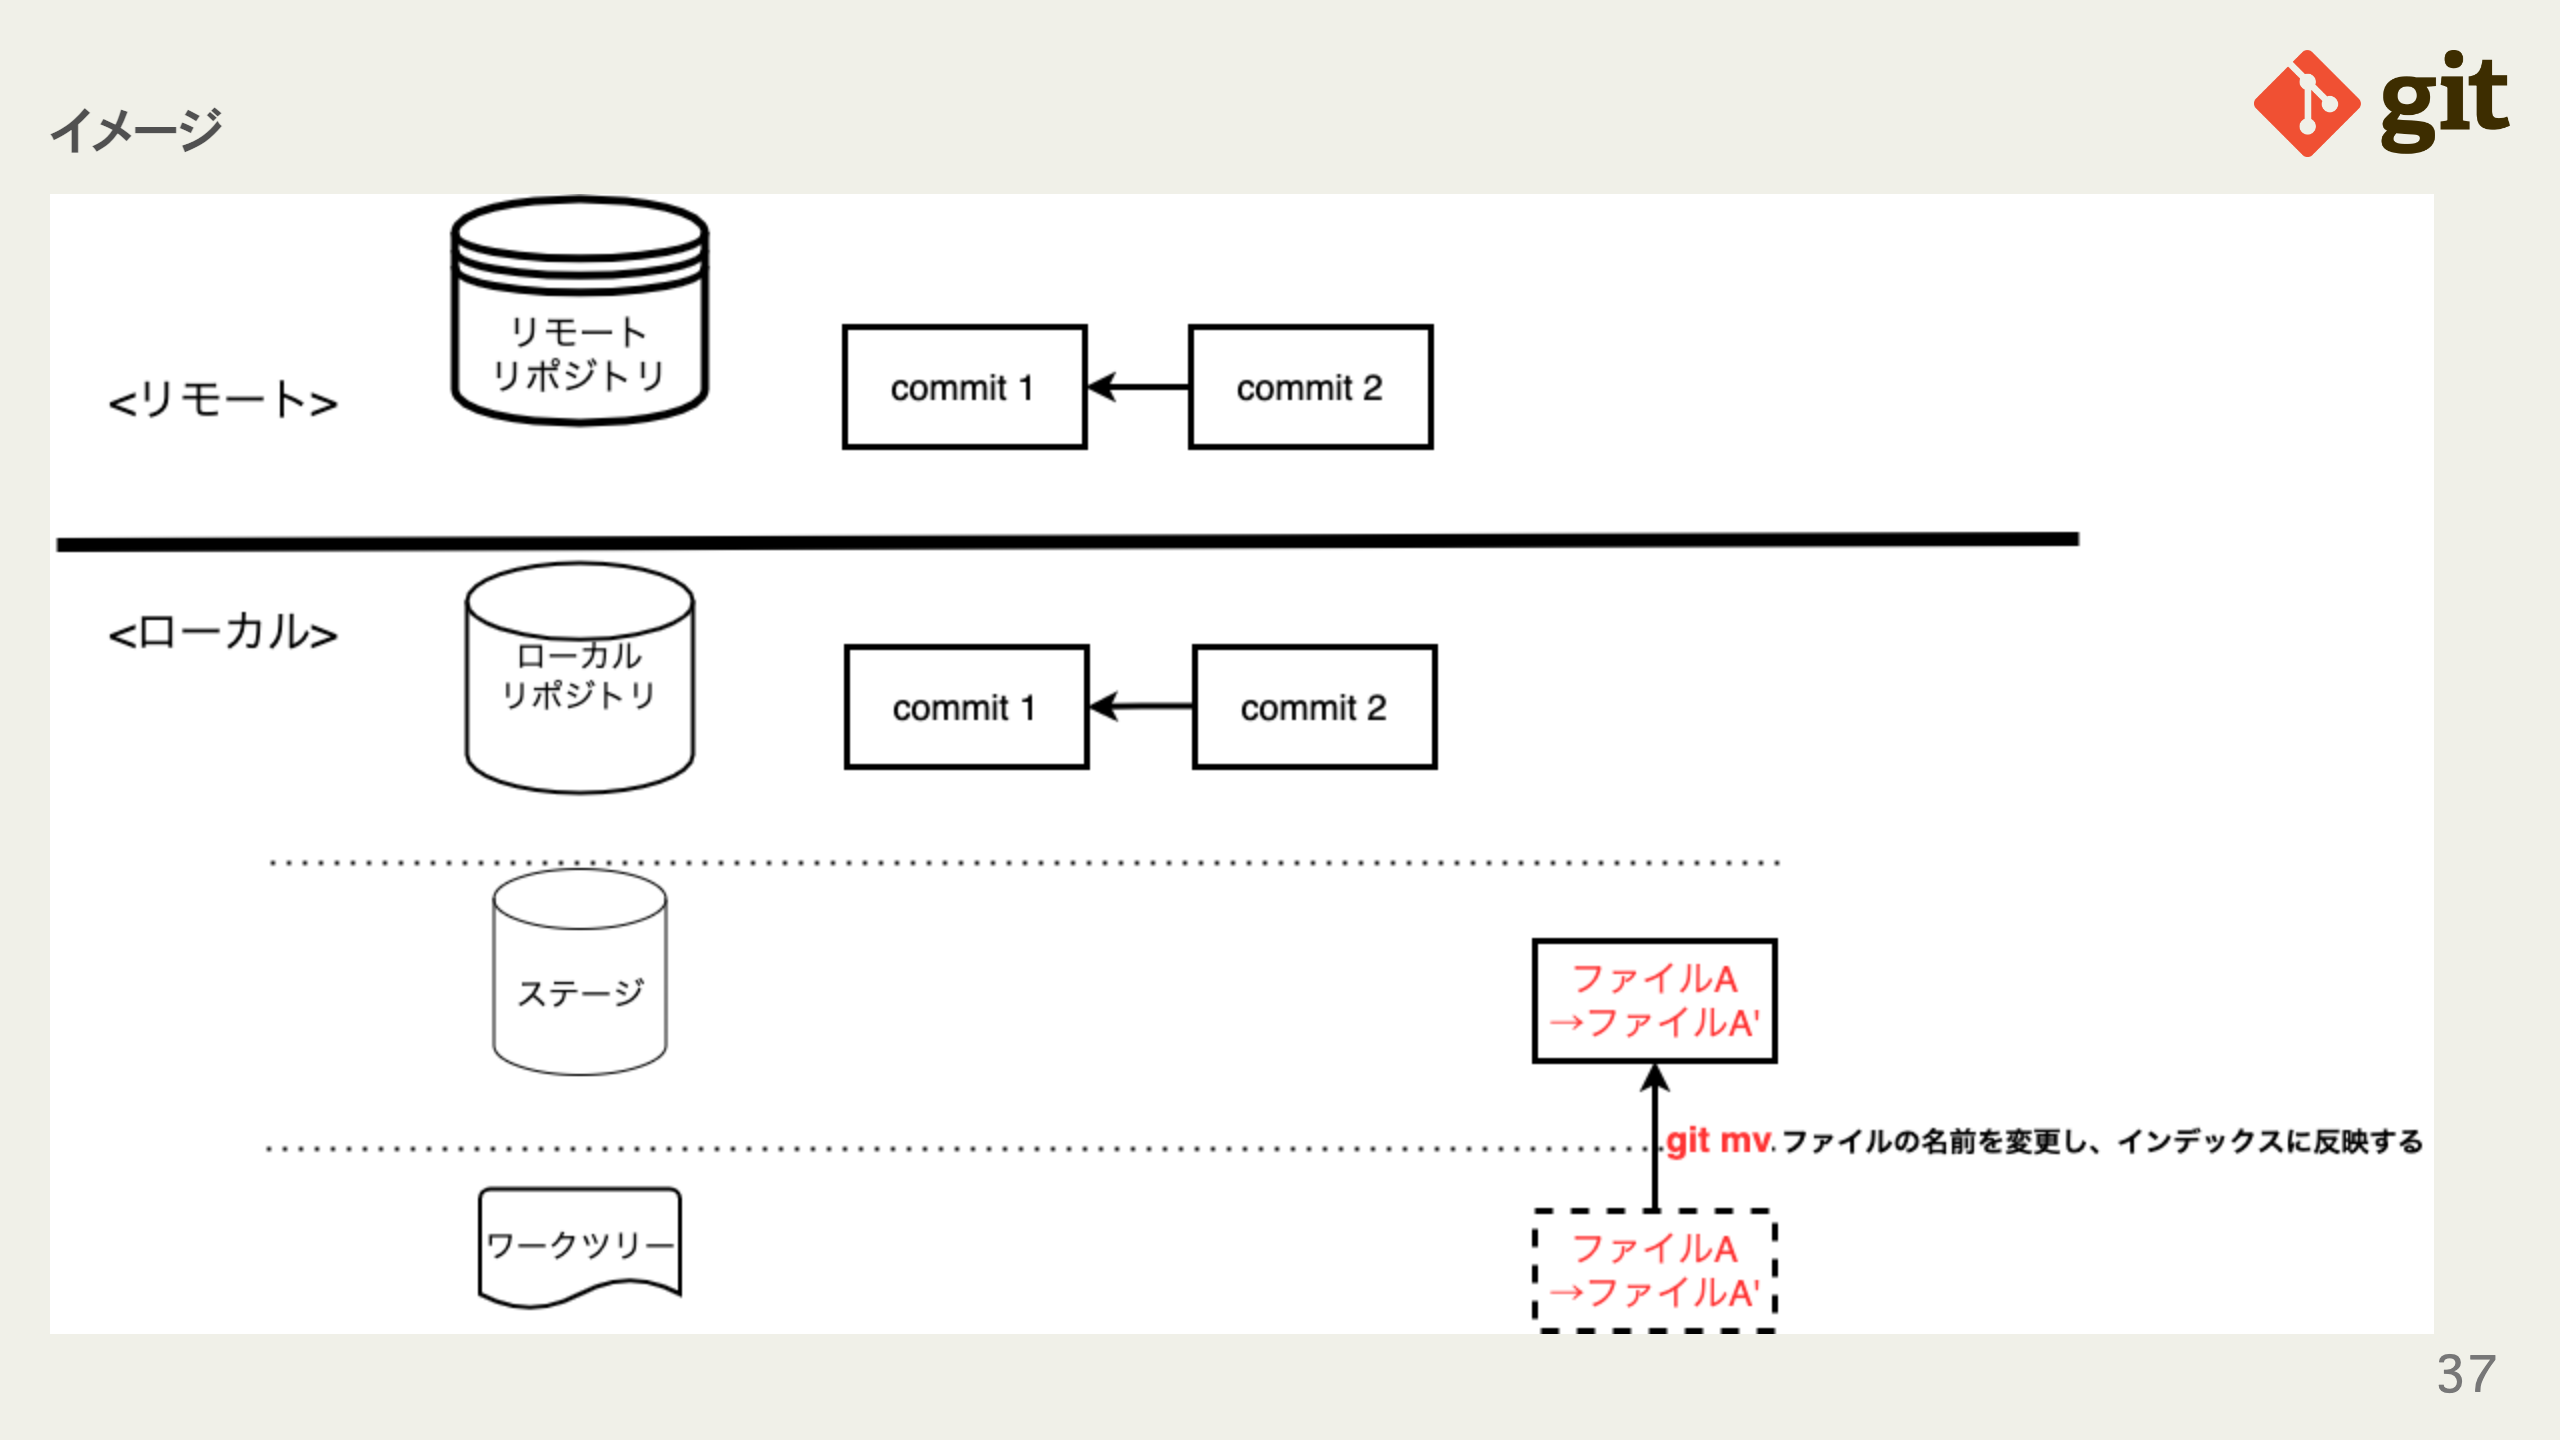 イメージ
git
リモート
リポジトリ
<リモート>
commit 1
commit 2
<ローカル>
ローカル
リポジトリ
commit 1
commit 2
ステージ
ファイルA
→ファイルA'
git mv ファイルの名前を変更し、インデックスに反映する
ワークツリー
ファイルA
→ファイルA'
37